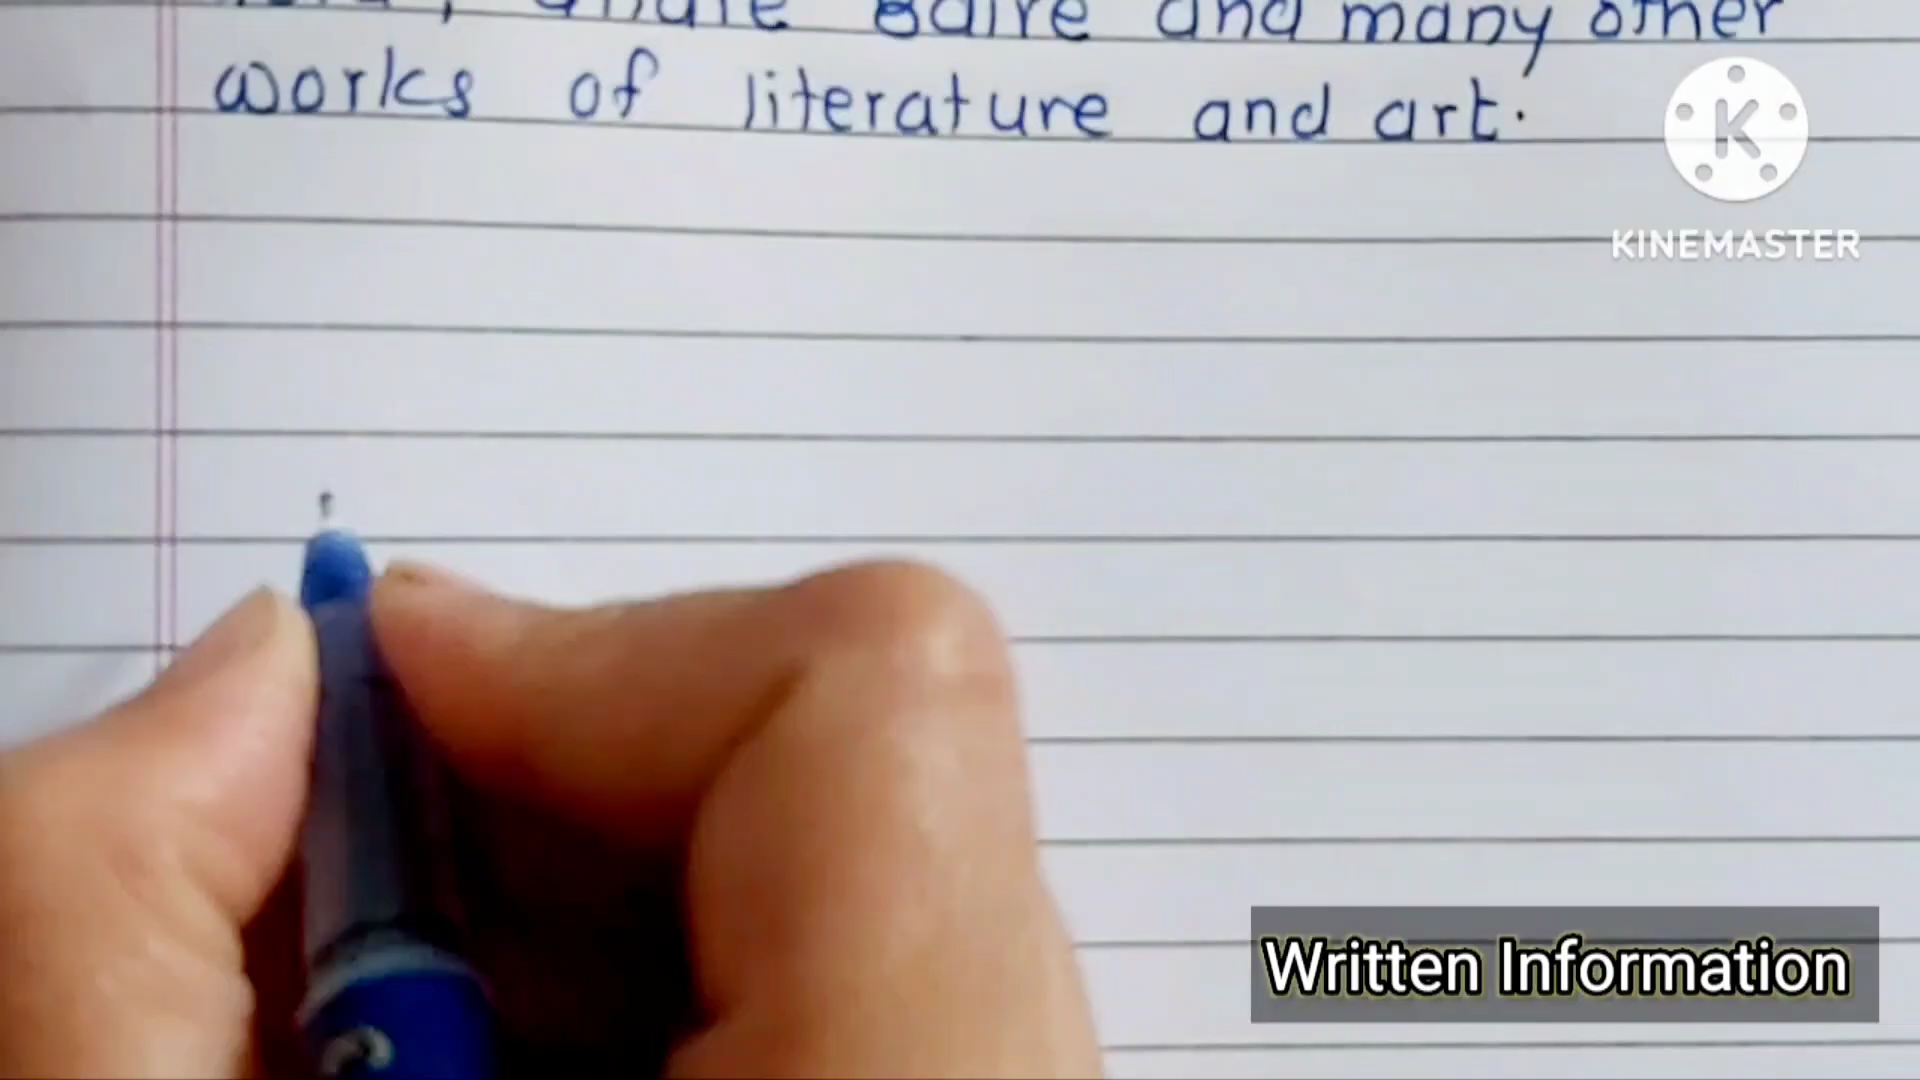 and many other
works of literature and art.
K
KINEMASTER
Written Information